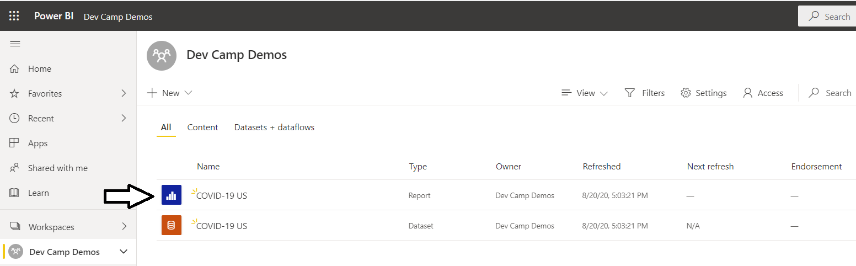 Power BI Dev Camp Demos Search
Home
Favorites
Recent
Apps
Shared with me
Learn
Workspaces
Dev Camp Demos
Dev Camp Demos
New View Filters Settings Access Search
All Content Datasets + dataflows
Name Type Owner Refreshed Next refresh Endorsement
COVID-19 US Report Dev Camp Demos 8/20/20, 5:03:21 PM — —
COVID-19 US Dataset Dev Camp Demos 8/20/20, 5:03:21 PM N/A —